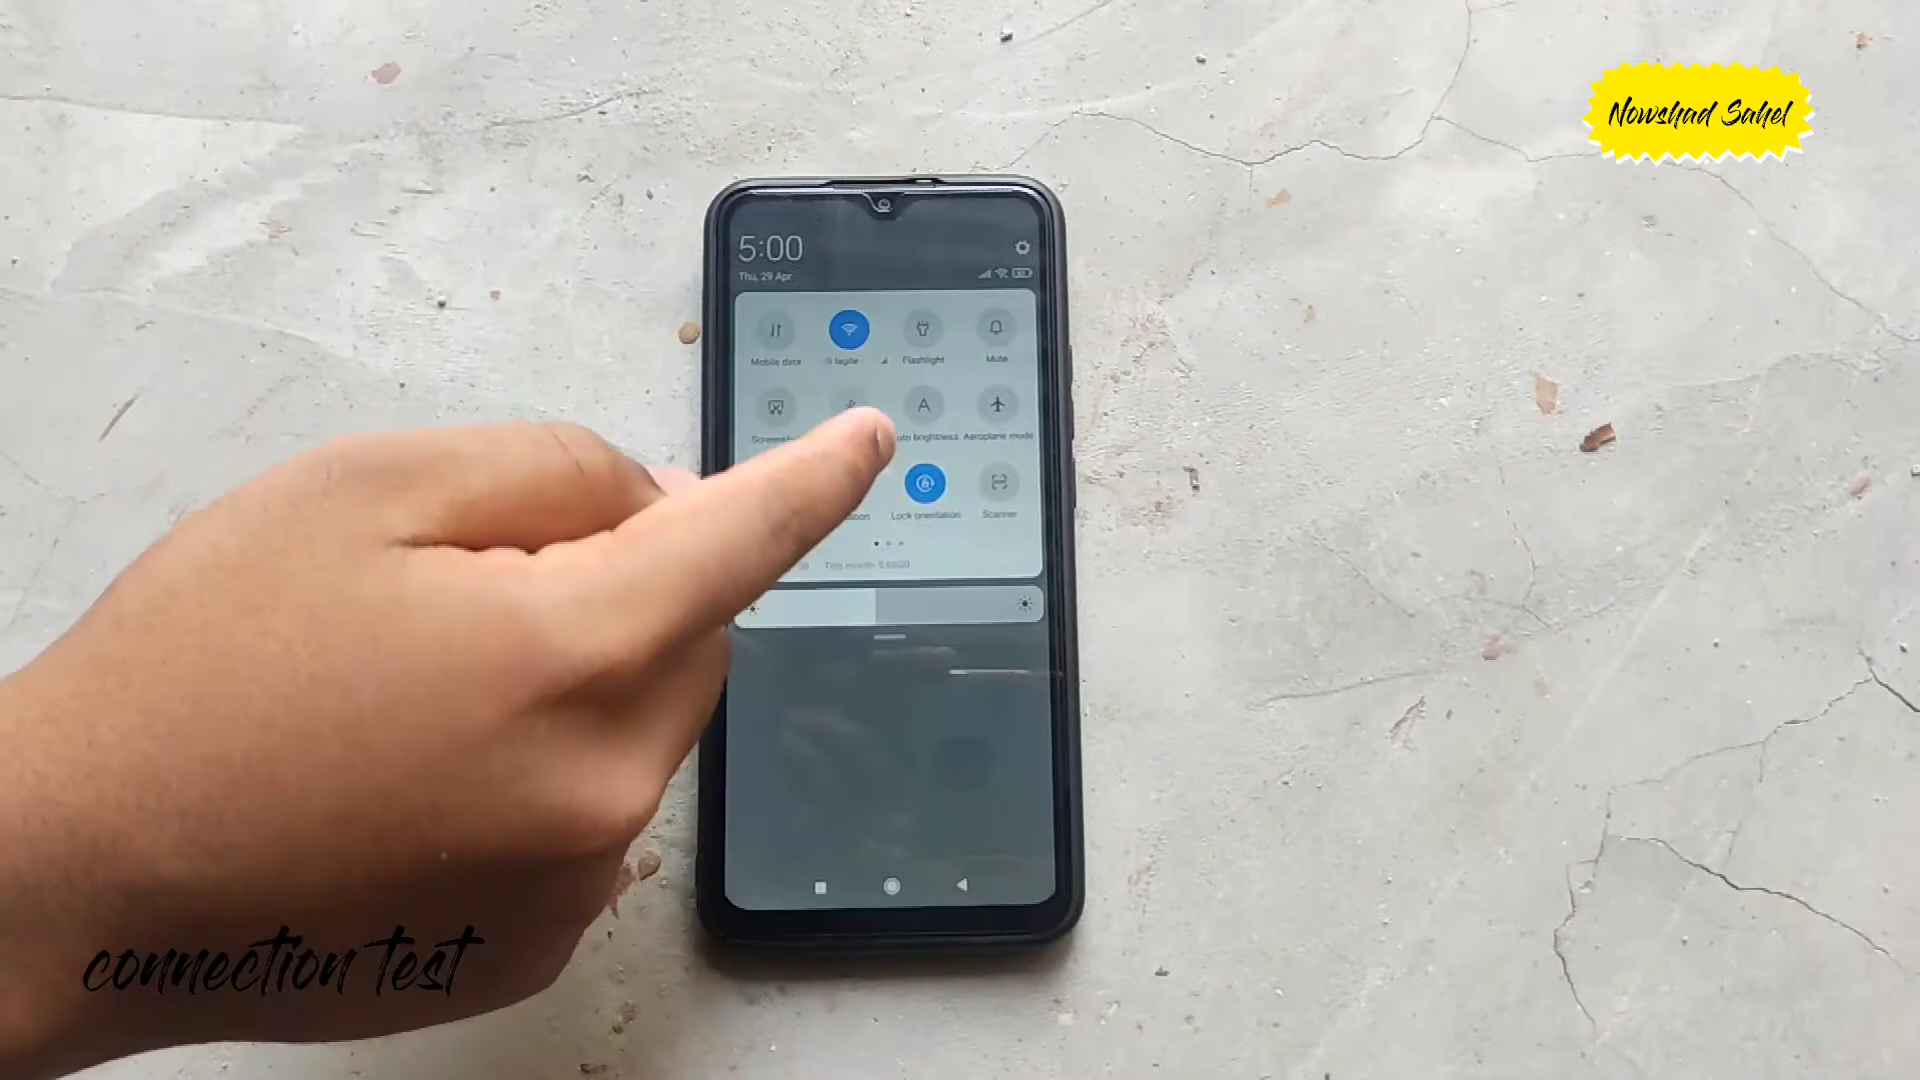 Nowshad Sahel
5:00
Thu, 29 Apr
Mobile data
Flashlight
Mute
Aeroplane mode
Lock orientation
Scanner
connection test